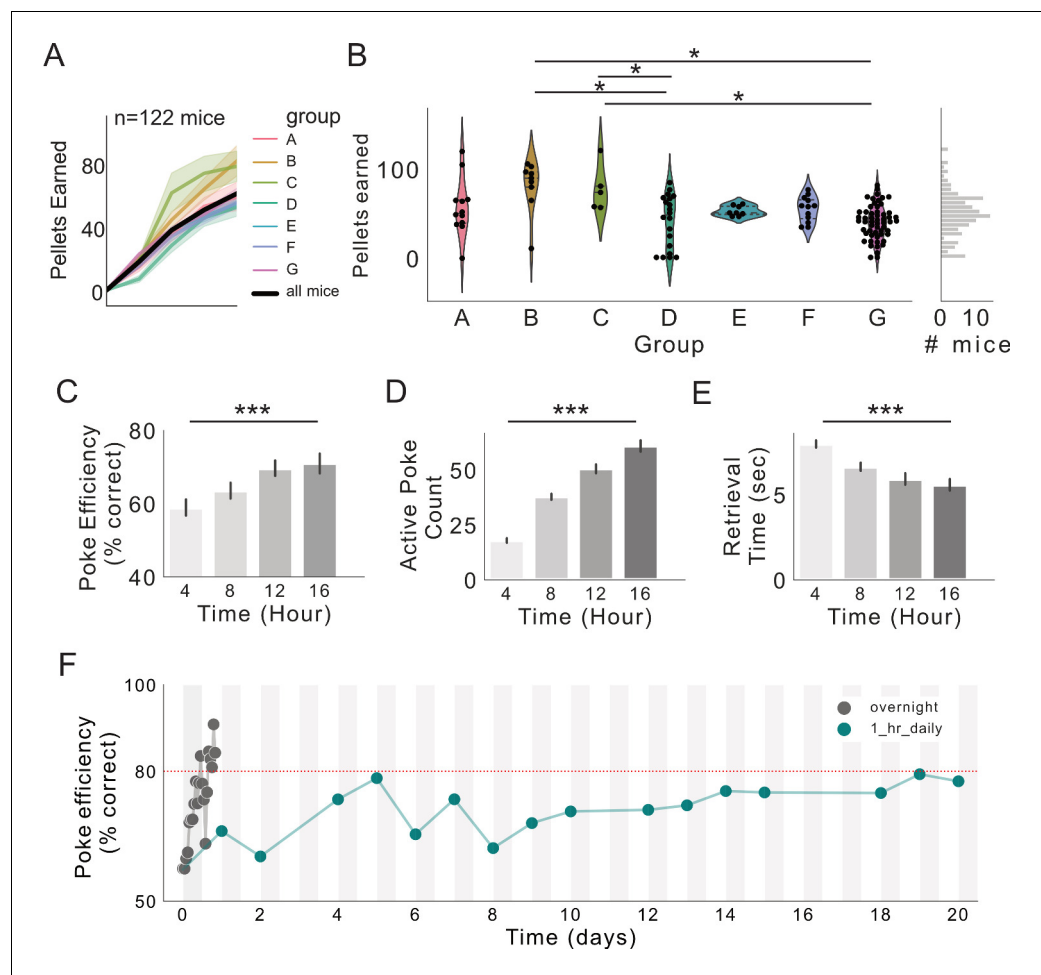 A
n=122 mice
group
A
B
C
D
E
F
G
all mice
Pellets Earned
80
40
0
B
*
*
*
*
Pellets earned
100
0
A B C D E F G
Group
0 10
# mice
C
***
Poke Efficiency
(% correct)
80
60
40
4 8 12 16
Time (Hour)
D
***
Active Poke
Count
50
25
0
4 8 12 16
Time (Hour)
E
***
Retrieval
Time (sec)
5
0
4 8 12 16
Time (Hour)
F
Poke efficiency
(% correct)
100
80
50
overnight
1_hr_daily
0 2 4 6 8 10 12 14 16 18 20
Time (days)